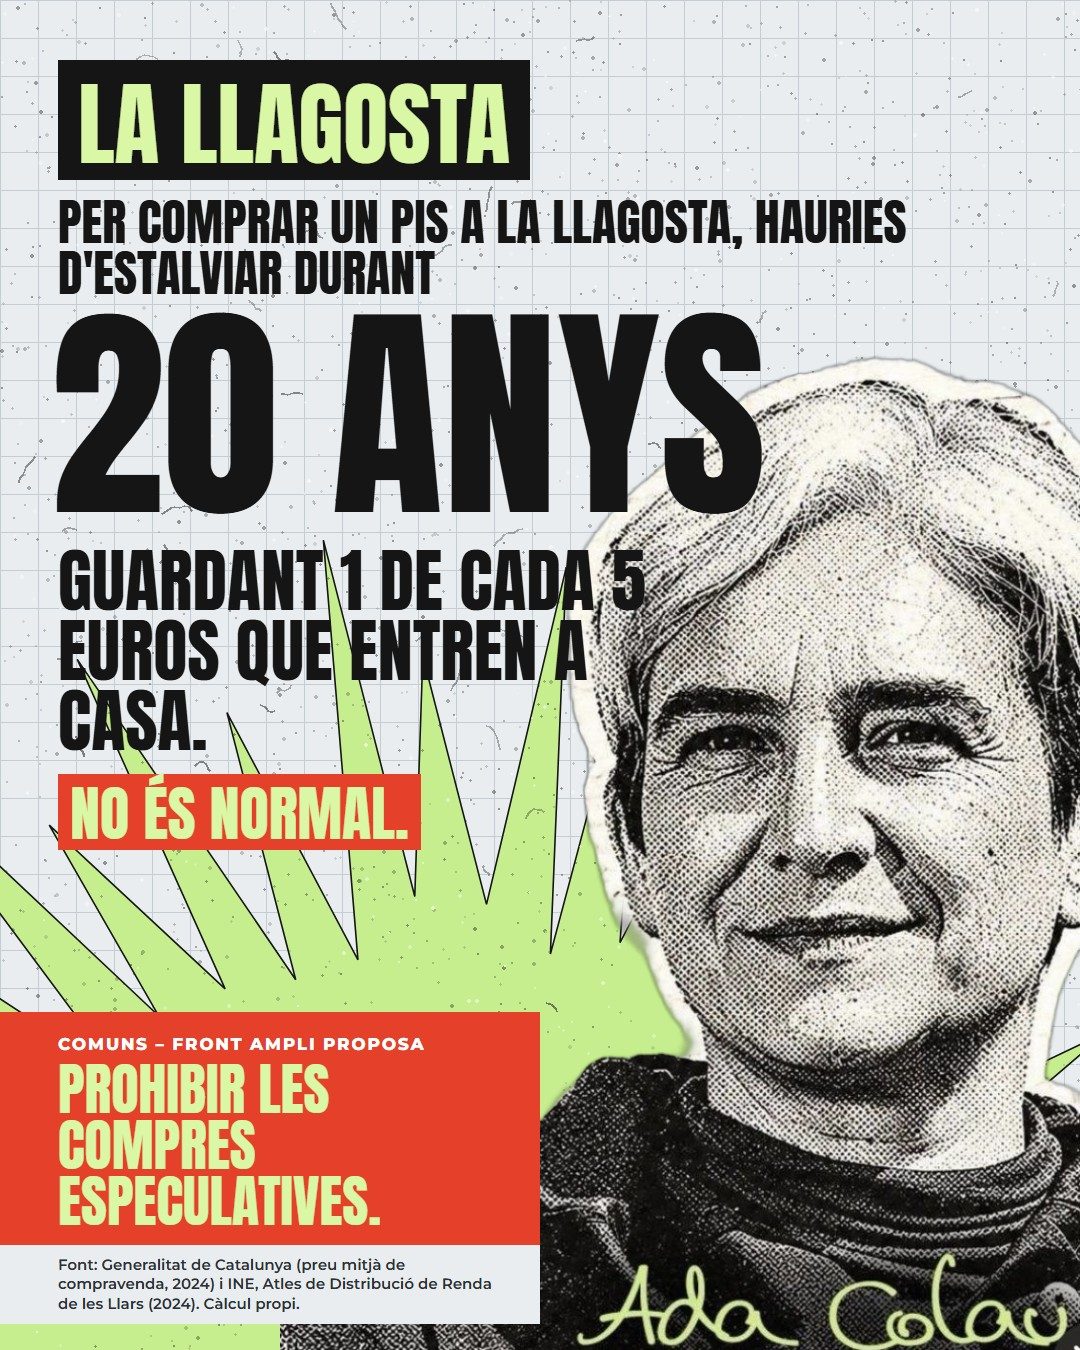 LA LLAGOSTA
PER COMPRAR UN PIS A LA LLAGOSTA, HAURIES
D'ESTALVIAR DURANT
20 ANYS
GUARDANT 1 DE CADA 5
EUROS QUE ENTREN A
CASA.
NO ÉS NORMAL.
COMUNS – FRONT AMPLI PROPOSA
PROHIBIR LES
COMPRES
ESPECULATIVES.
Font: Generalitat de Catalunya (preu mitjà de
compravenda, 2024) i INE, Atles de Distribució de Renda
de les Llars (2024). Càlcul propi.
Ada Colau